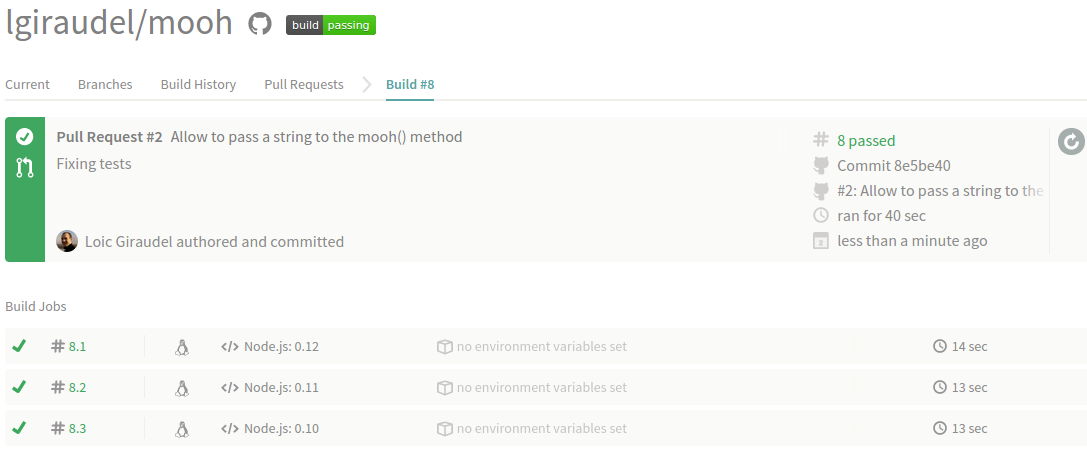 lgiraudel/mooh build passing
Current Branches Build History Pull Requests Build #8
Pull Request #2 Allow to pass a string to the mooh() method
Fixing tests
Loic Giraudel authored and committed
8 passed
Commit 8e5be40
#2: Allow to pass a string to the
ran for 40 sec
2 less than a minute ago
Build Jobs
# 8.1 </> Node.js: 0.12 no environment variables set 14 sec
# 8.2 </> Node.js: 0.11 no environment variables set 13 sec
# 8.3 </> Node.js: 0.10 no environment variables set 13 sec